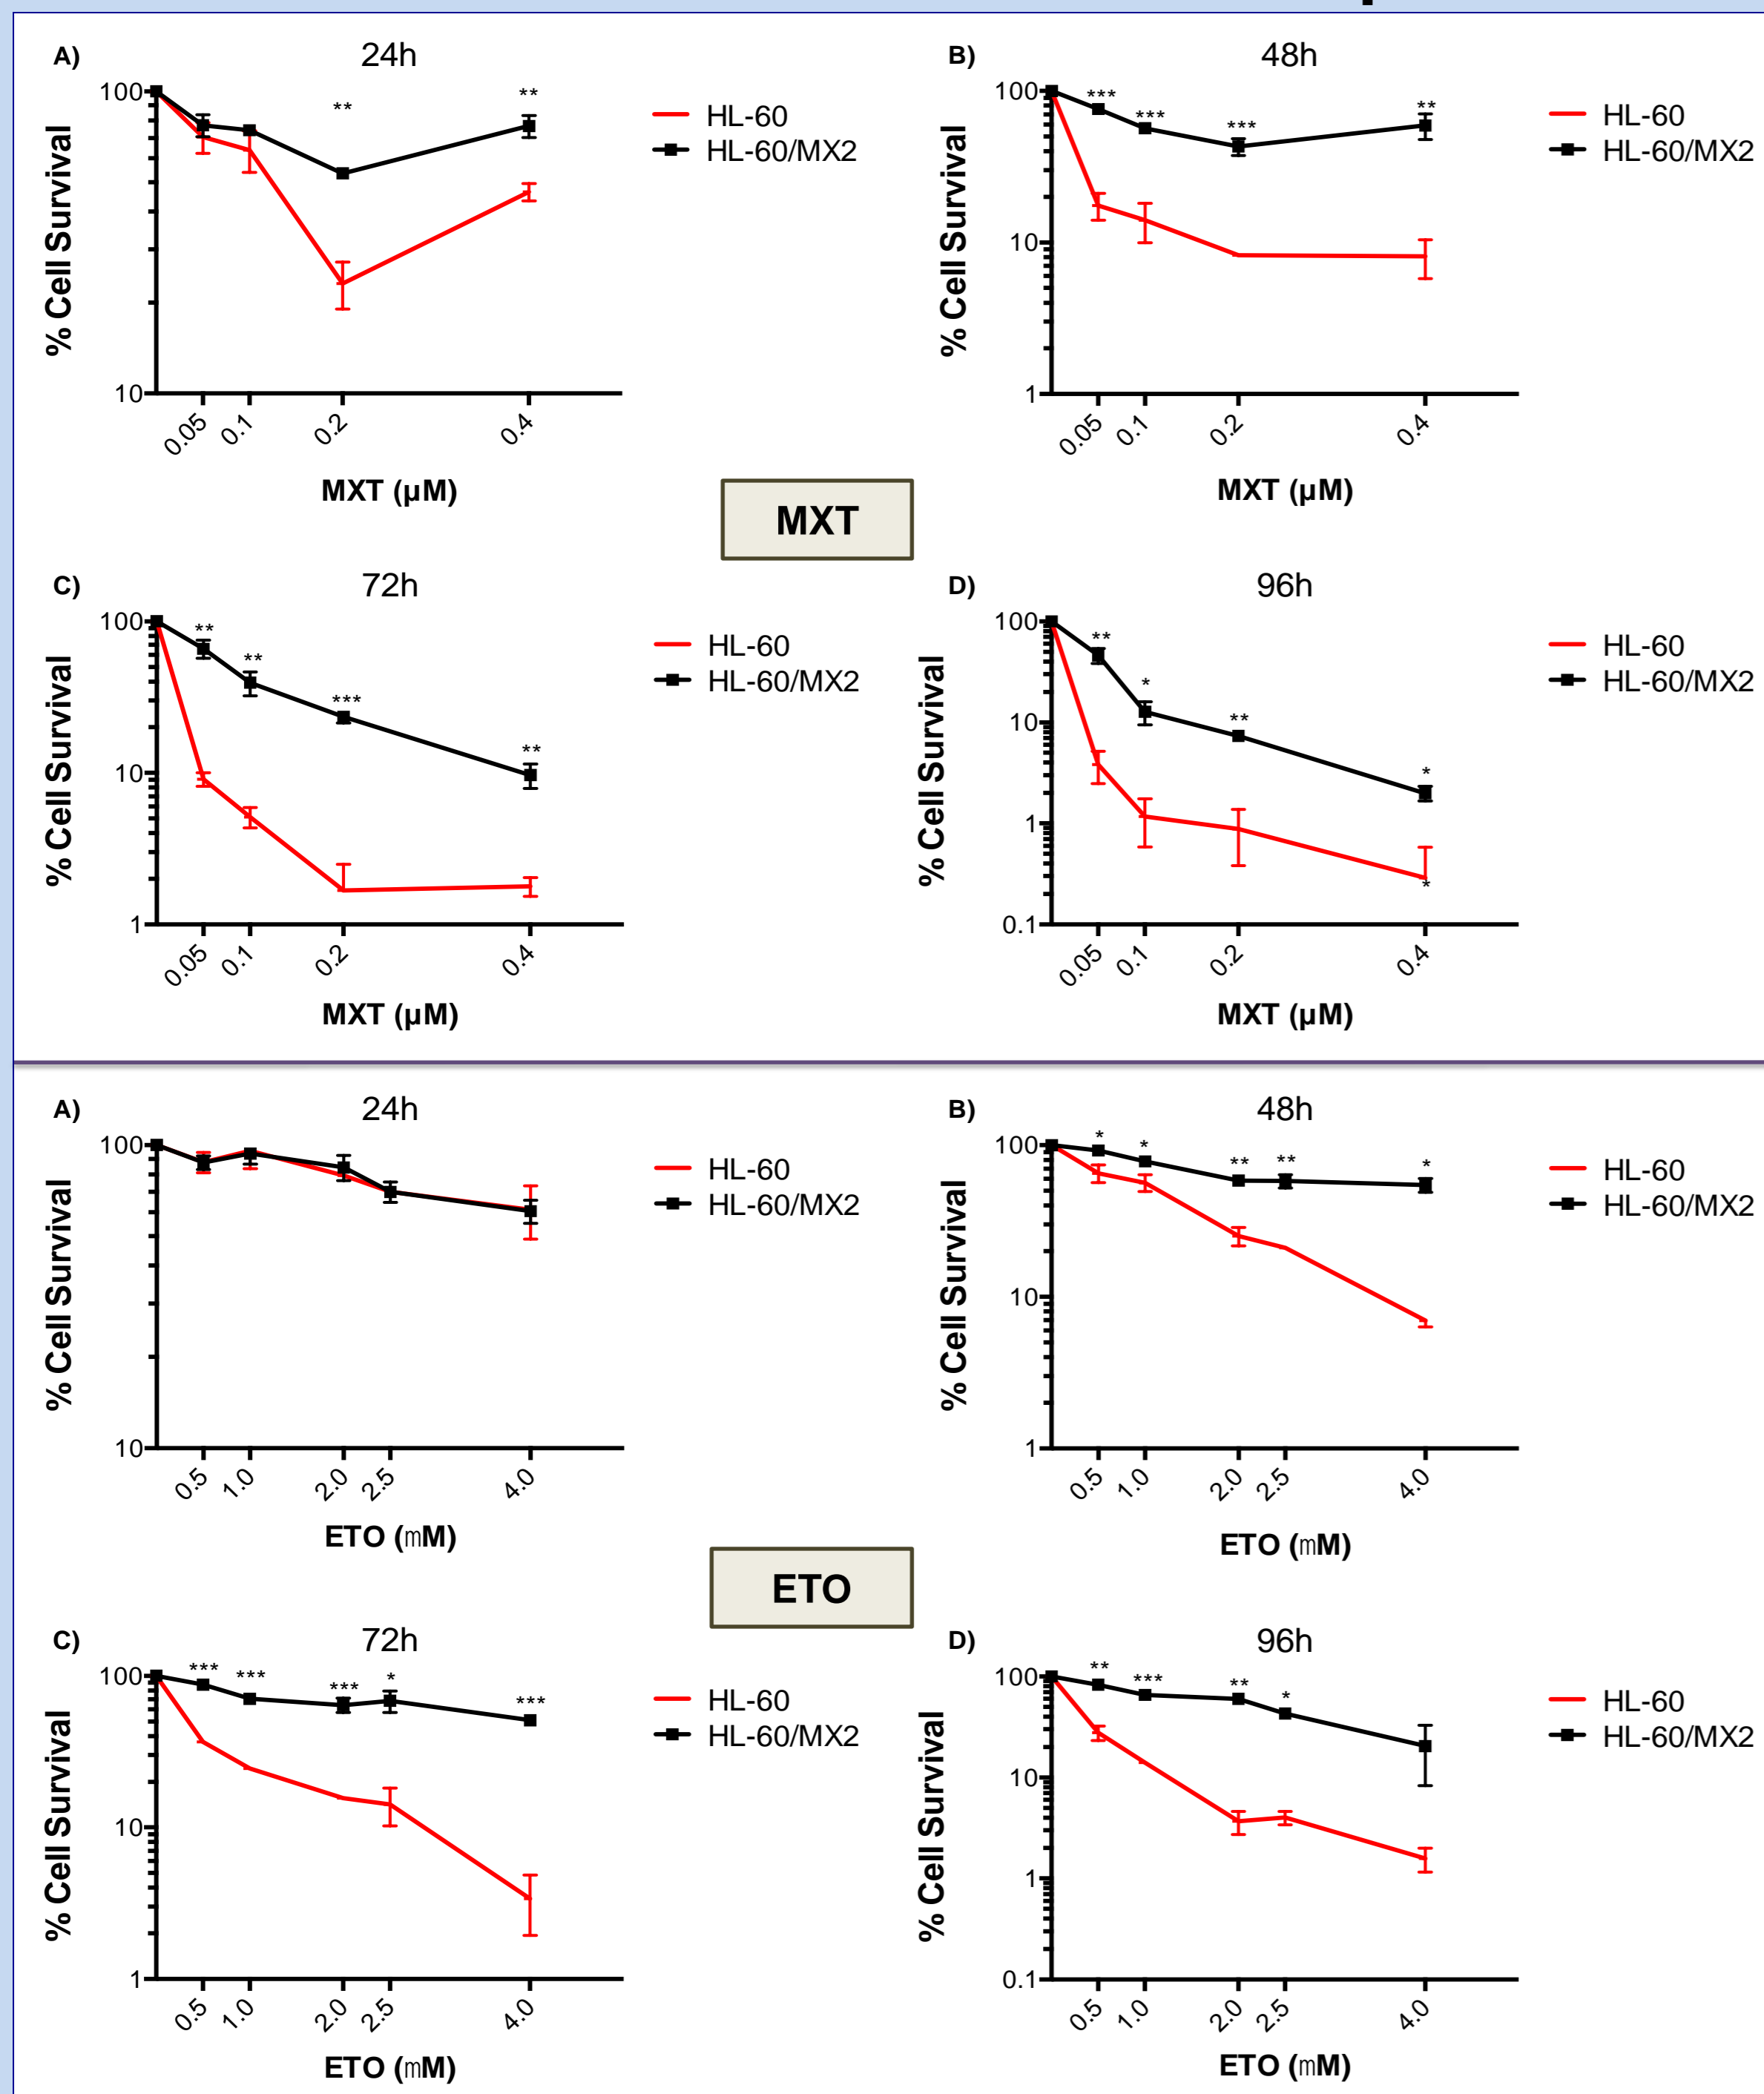 A)
24h
100
10
% Cell Survival
**
**
HL-60
HL-60/MX2
0.05
0.1
0.2
0.4
MXT (µM)
B)
48h
100
10
1
% Cell Survival
***
***
***
**
HL-60
HL-60/MX2
0.05
0.1
0.2
0.4
MXT (µM)
MXT
C)
72h
100
10
1
% Cell Survival
**
**
***
**
HL-60
HL-60/MX2
0.05
0.1
0.2
0.4
MXT (µM)
D)
96h
100
10
1
0.1
% Cell Survival
**
*
**
*
*
HL-60
HL-60/MX2
0.05
0.1
0.2
0.4
MXT (µM)
A)
24h
100
10
% Cell Survival
HL-60
HL-60/MX2
0.5
1.0
2.0
2.5
4.0
ETO (mM)
B)
48h
100
10
1
% Cell Survival
*
*
**
**
*
HL-60
HL-60/MX2
0.5
1.0
2.0
2.5
4.0
ETO (mM)
ETO
C)
72h
100
10
1
% Cell Survival
***
***
***
*
***
HL-60
HL-60/MX2
0.5
1.0
2.0
2.5
4.0
ETO (mM)
D)
96h
100
10
1
0.1
% Cell Survival
**
***
**
*
HL-60
HL-60/MX2
0.5
1.0
2.0
2.5
4.0
ETO (mM)